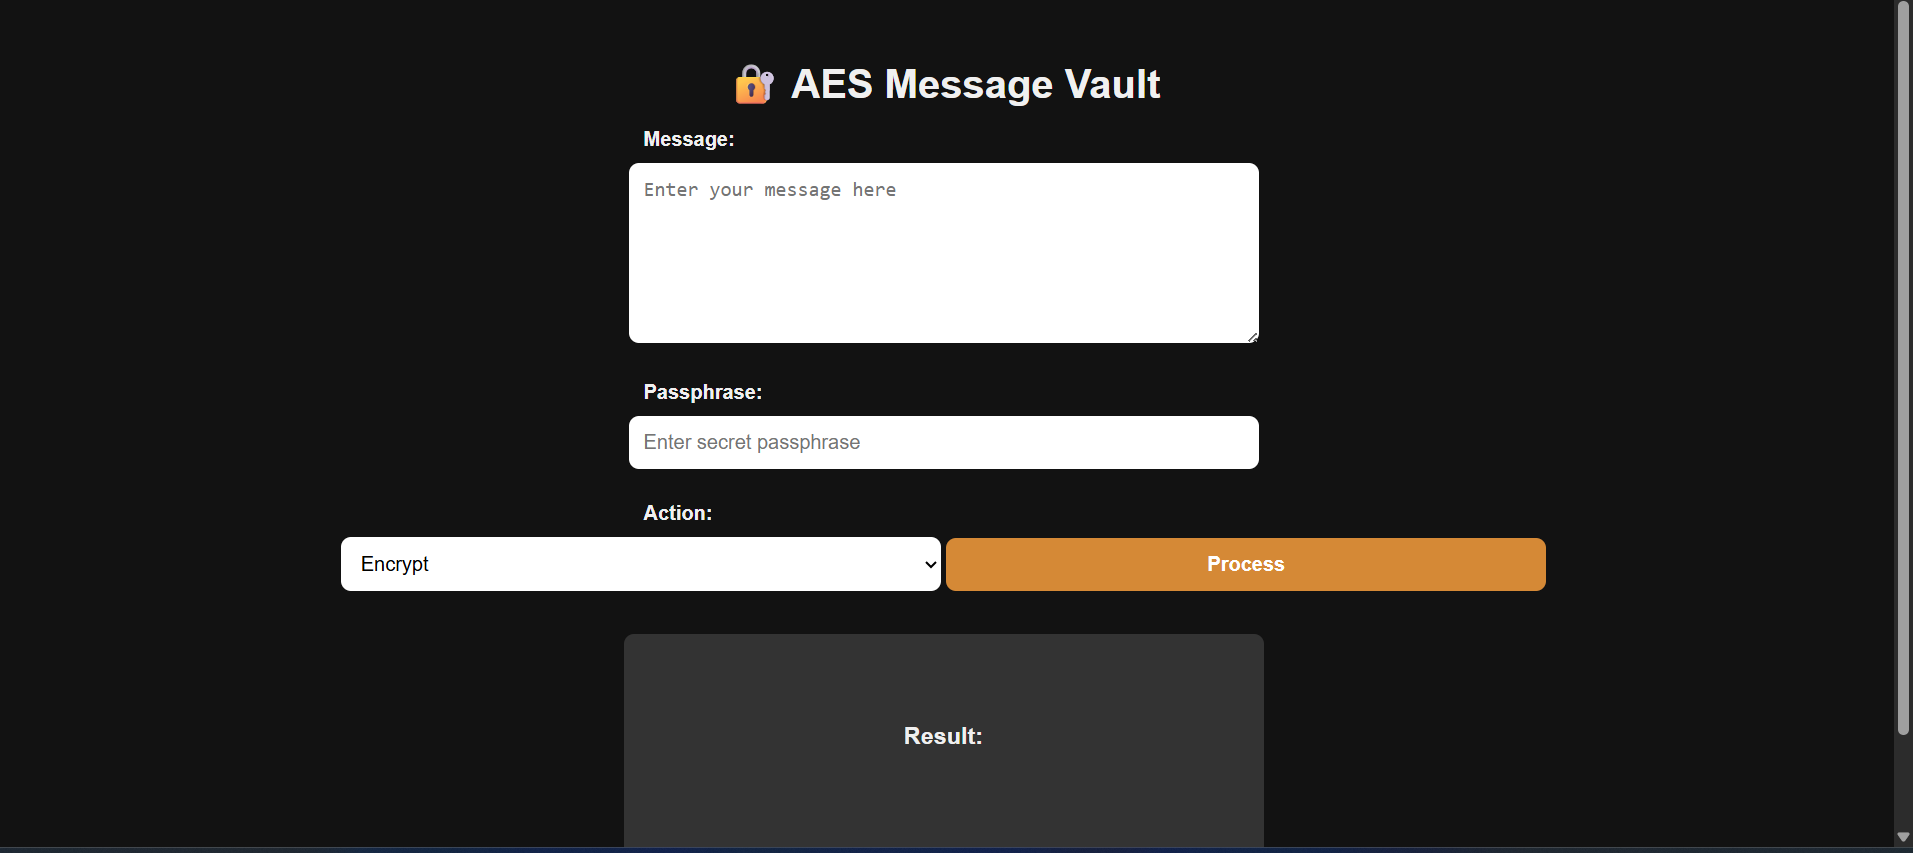 🔐 AES Message Vault
Message:
Enter your message here
Passphrase:
Enter secret passphrase
Action:
Encrypt
Process
Result: